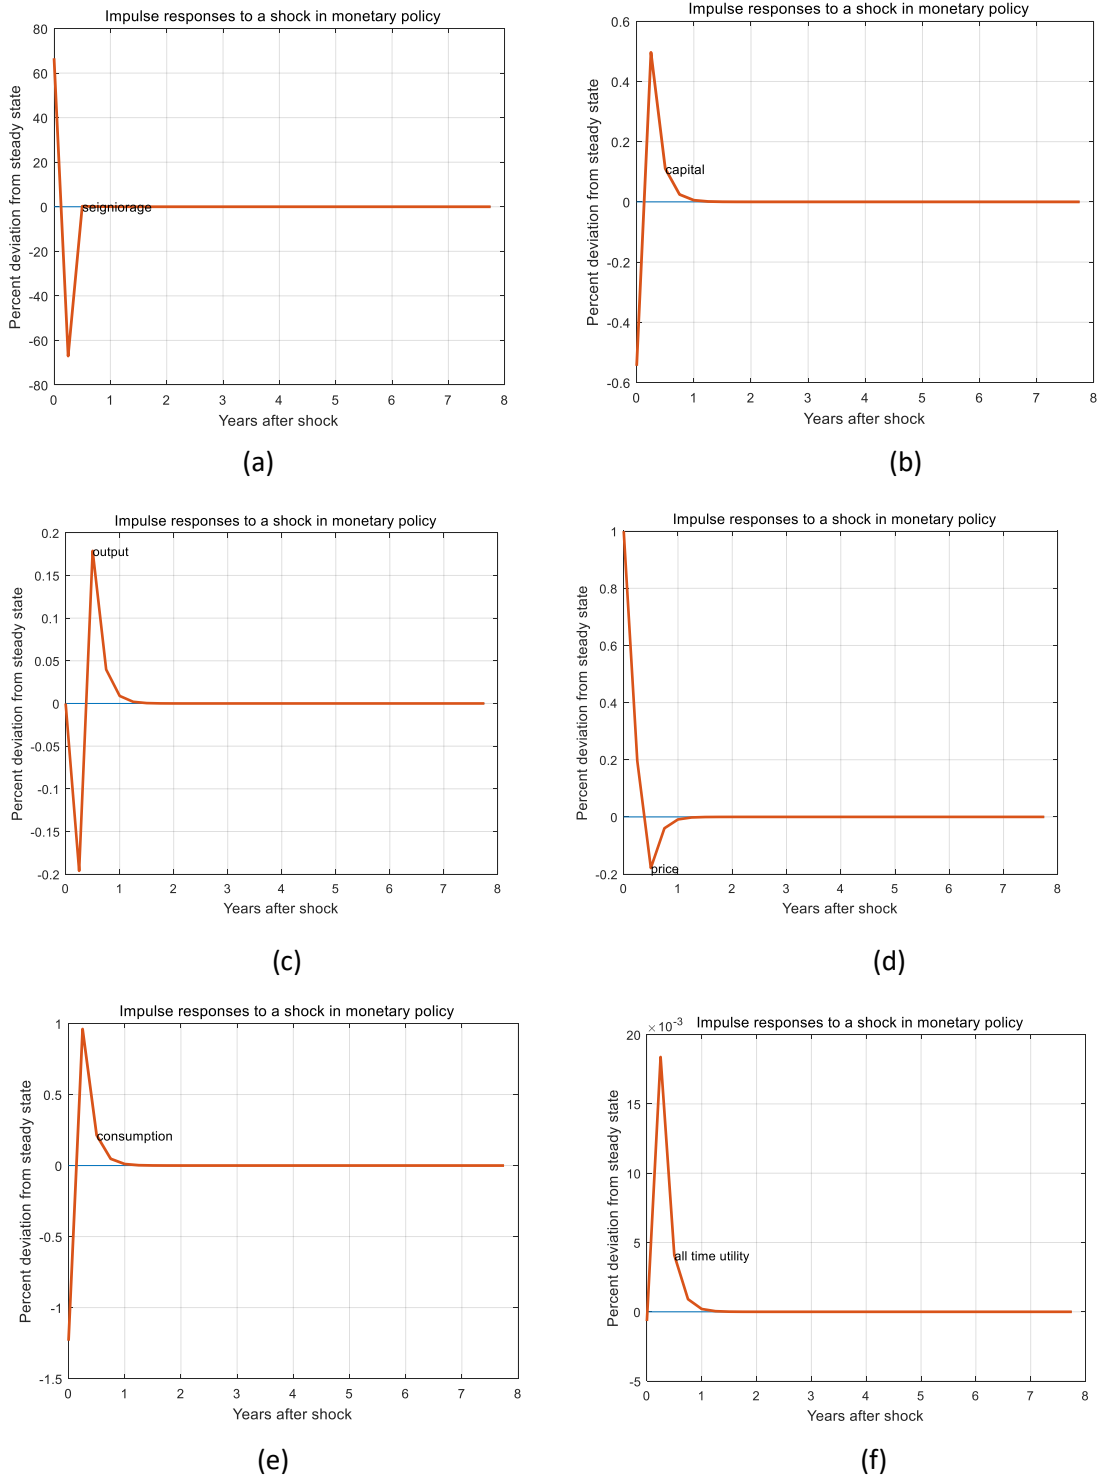 Impulse responses to a shock in monetary policy
Percent deviation from steady state
80
60
40
20
0
-20
-40
-60
-80
seigniorage
0 1 2 3 4 5 6 7 8
Years after shock
(a)
Impulse responses to a shock in monetary policy
Percent deviation from steady state
0.6
0.4
0.2
0
-0.2
-0.4
-0.6
capital
0 1 2 3 4 5 6 7 8
Years after shock
(b)
Impulse responses to a shock in monetary policy
Percent deviation from steady state
0.2
0.15
0.1
0.05
0
-0.05
-0.1
-0.15
-0.2
output
0 1 2 3 4 5 6 7 8
Years after shock
(c)
Impulse responses to a shock in monetary policy
Percent deviation from steady state
1
0.8
0.6
0.4
0.2
0
-0.2
price
0 1 2 3 4 5 6 7 8
Years after shock
(d)
Impulse responses to a shock in monetary policy
Percent deviation from steady state
1
0.5
0
-0.5
-1
-1.5
consumption
0 1 2 3 4 5 6 7 8
Years after shock
(e)
Impulse responses to a shock in monetary policy
×10⁻³
Percent deviation from steady state
20
15
10
5
0
-5
all time utility
0 1 2 3 4 5 6 7 8
Years after shock
(f)